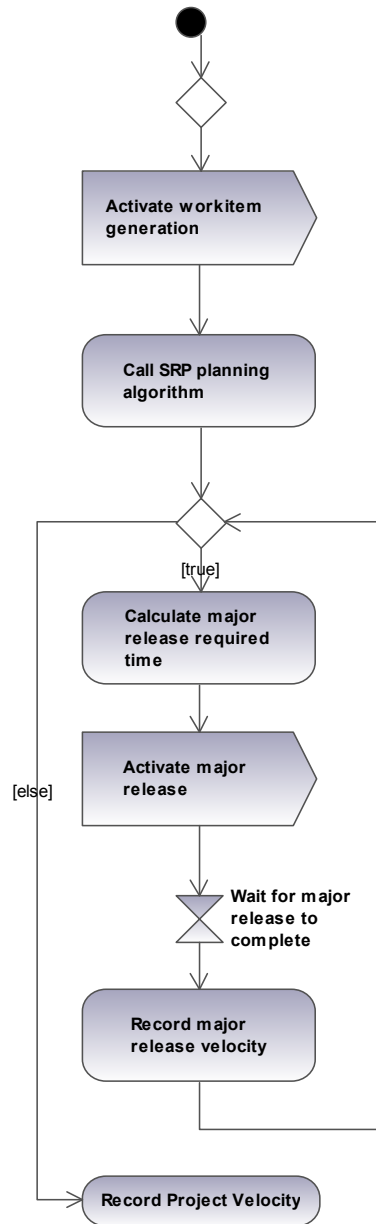 Activate workitem
generation
Call SRP planning
algorithm
[true]
Calculate major
release required
time
Activate major
release
[else]
Wait for major
release to
complete
Record major
release velocity
Record Project Velocity